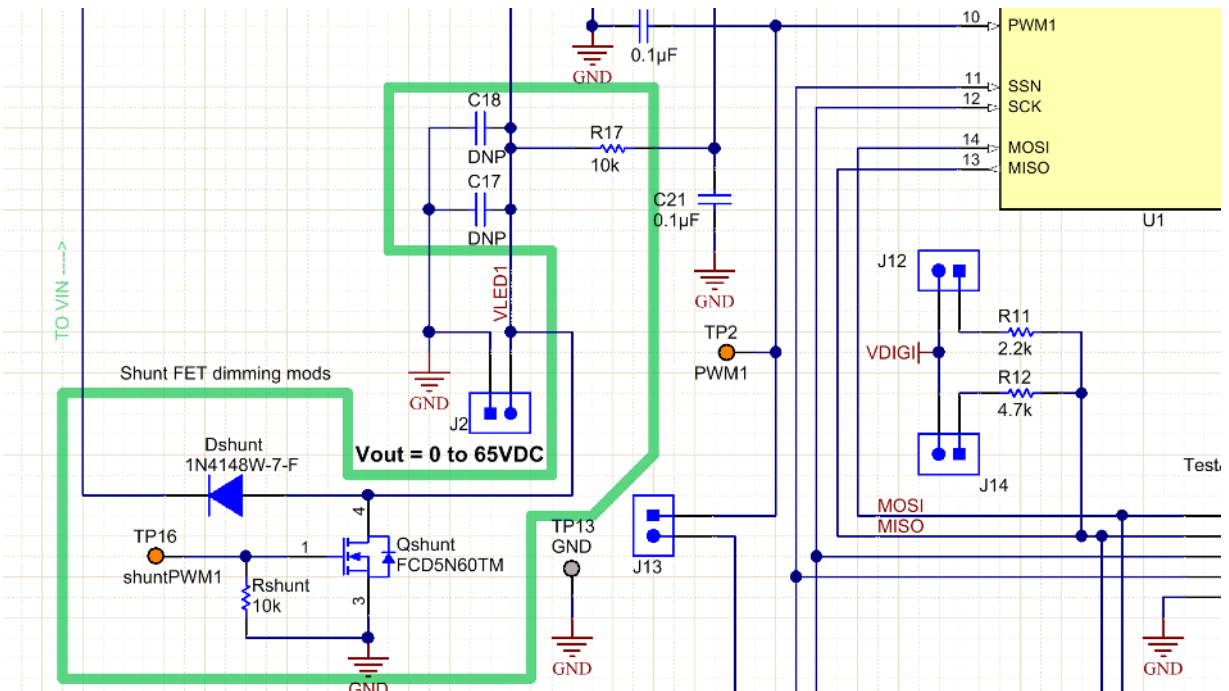 10
PWM1
0.1µF
GND
11
SSN
12
SCK
C18
R17
DNP
10k
14
MOSI
13
MISO
C17
C21
0.1µF
DNP
U1
TO VIN ---->
VLED1
J12
GND
TP2
R11
VDIGI
2.2k
PWM1
Shunt FET dimming mods
R12
GND
4.7k
J2
Vout = 0 to 65VDC
Dshunt
1N4148W-7-F
Test
J14
MOSI
4
TP13
MISO
TP16
GND
1
Qshunt
FCD5N60TM
J13
shuntPWM1
Rshunt
10k
3
GND
GND
GND